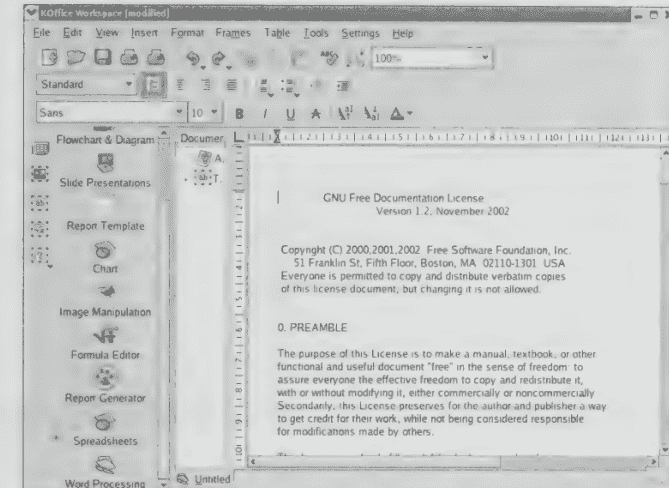 KOffice Workspace [modified]
File Edit View Insert Format Frames Table Tools Settings Help
100%
Standard
Sans 10 B I U A
Flowchart & Diagram
Documer
A.
Slide Presentations
T.
Report Template
Chart
Image Manipulation
Formula Editor
Report Generator
Spreadsheets
Word Processing
Untitled
GNU Free Documentation License
Version 1.2, November 2002
Copyright (C) 2000,2001,2002 Free Software Foundation, Inc.
51 Franklin St, Fifth Floor, Boston, MA 02110-1301 USA
Everyone is permitted to copy and distribute verbatim copies
of this license document, but changing it is not allowed.
0. PREAMBLE
The purpose of this License is to make a manual, textbook, or other
functional and useful document "free" in the sense of freedom: to
assure everyone the effective freedom to copy and redistribute it,
with or without modifying it, either commercially or noncommercially
Secondarily, this License preserves for the author and publisher a way
to get credit for their work, while not being considered responsible
for modifications made by others.